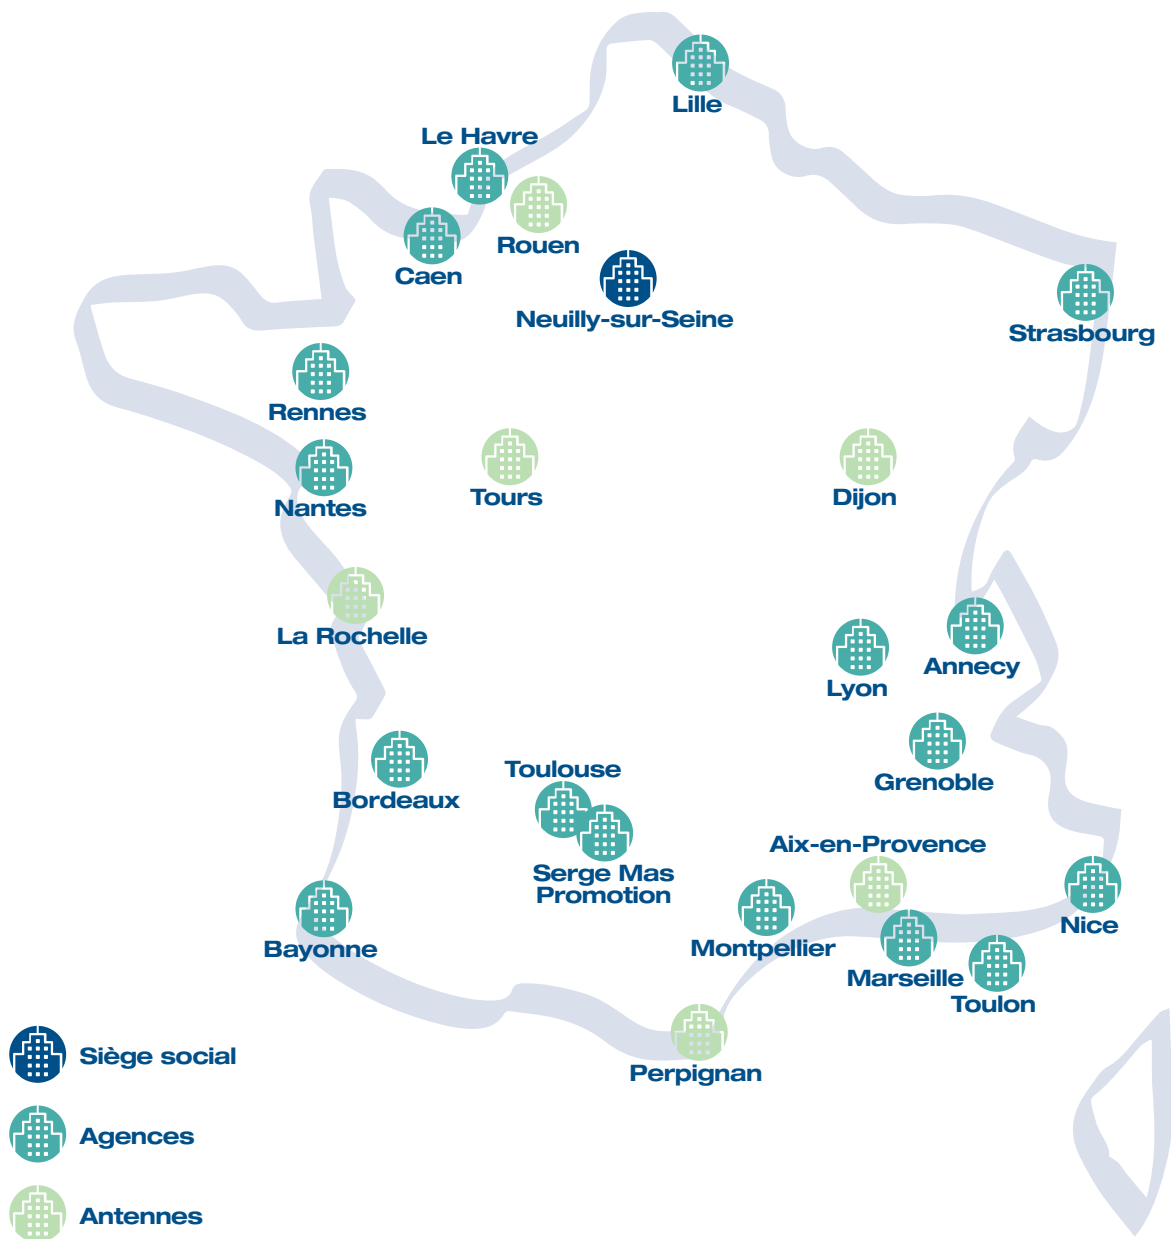 Lille
Le Havre
Rouen
Caen
Neuilly-sur-Seine
Strasbourg
Rennes
Nantes
Tours
Dijon
La Rochelle
Annecy
Lyon
Grenoble
Bordeaux
Toulouse
Serge Mas
Promotion
Aix-en-Provence
Nice
Bayonne
Montpellier
Marseille
Toulon
Perpignan
Siège social
Agences
Antennes